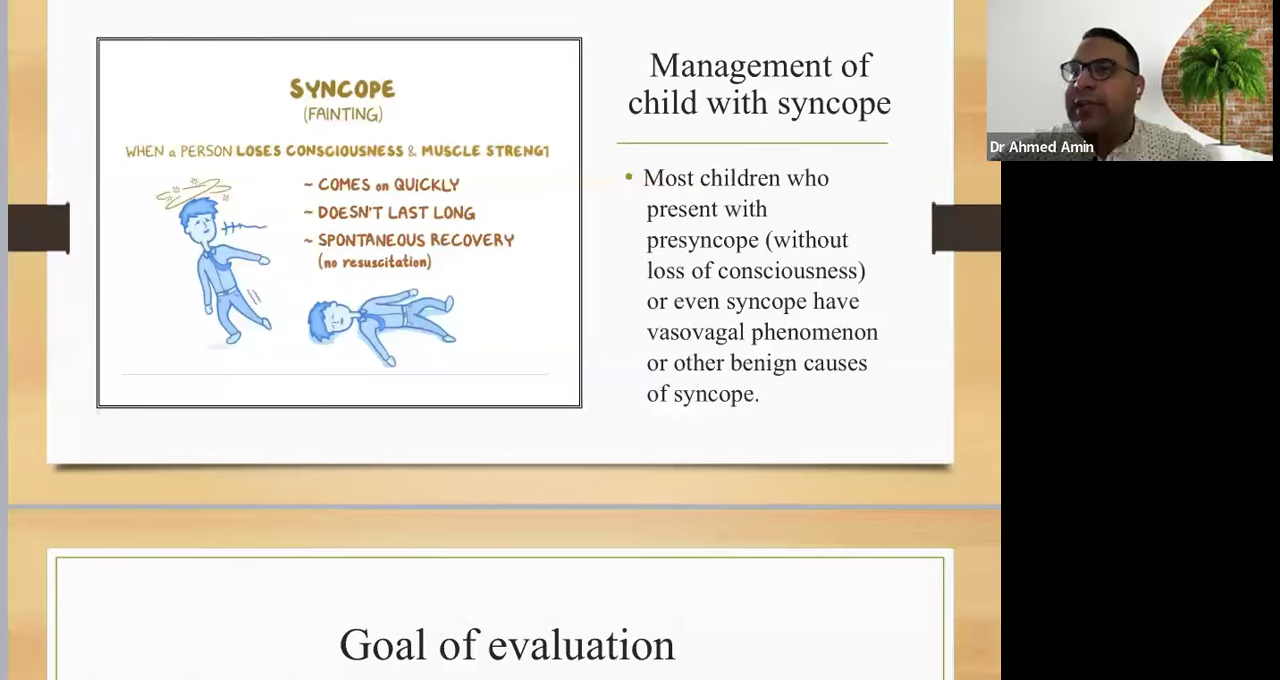 SYNCOPE
(FAINTING)
WHEN a PERSON LOSES CONSCIOUSNESS & MUSCLE STRENGT
~ COMES on QUICKLY
~ DOESN'T LAST LONG
~ SPONTANEOUS RECOVERY
(no resuscitation)
Management of
child with syncope
• Most children who
present with
presyncope (without
loss of consciousness)
or even syncope have
vasovagal phenomenon
or other benign causes
of syncope.
Dr Ahmed Amin
Goal of evaluation